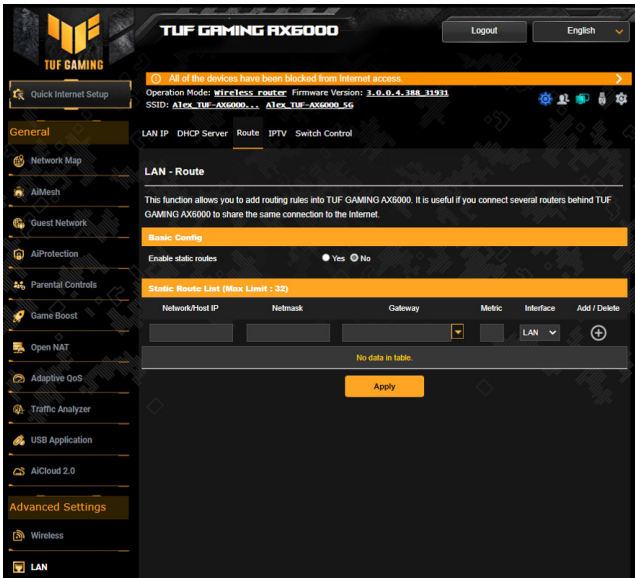 TUF GAMING AX6000
Logout
English
TUF GAMING
Quick Internet Setup
All of the devices have been blocked from Internet access.
Operation Mode: Wireless router Firmware Version: 3.0.0.4.388_31931
SSID: Alex_TUF-AX6000... Alex_TUF-AX6000_5G
General
LAN IP DHCP Server Route IPTV Switch Control
Network Map
AiMesh
Guest Network
AiProtection
Parental Controls
Game Boost
Open NAT
Adaptive QoS
Traffic Analyzer
USB Application
AiCloud 2.0
Advanced Settings
Wireless
LAN
LAN - Route
This function allows you to add routing rules into TUF GAMING AX6000. It is useful if you connect several routers behind TUF
GAMING AX6000 to share the same connection to the Internet.
Basic Config
Enable static routes Yes No
Static Route List (Max Limit : 32)
Network/Host IP Netmask Gateway Metric Interface Add / Delete
LAN
No data in table.
Apply